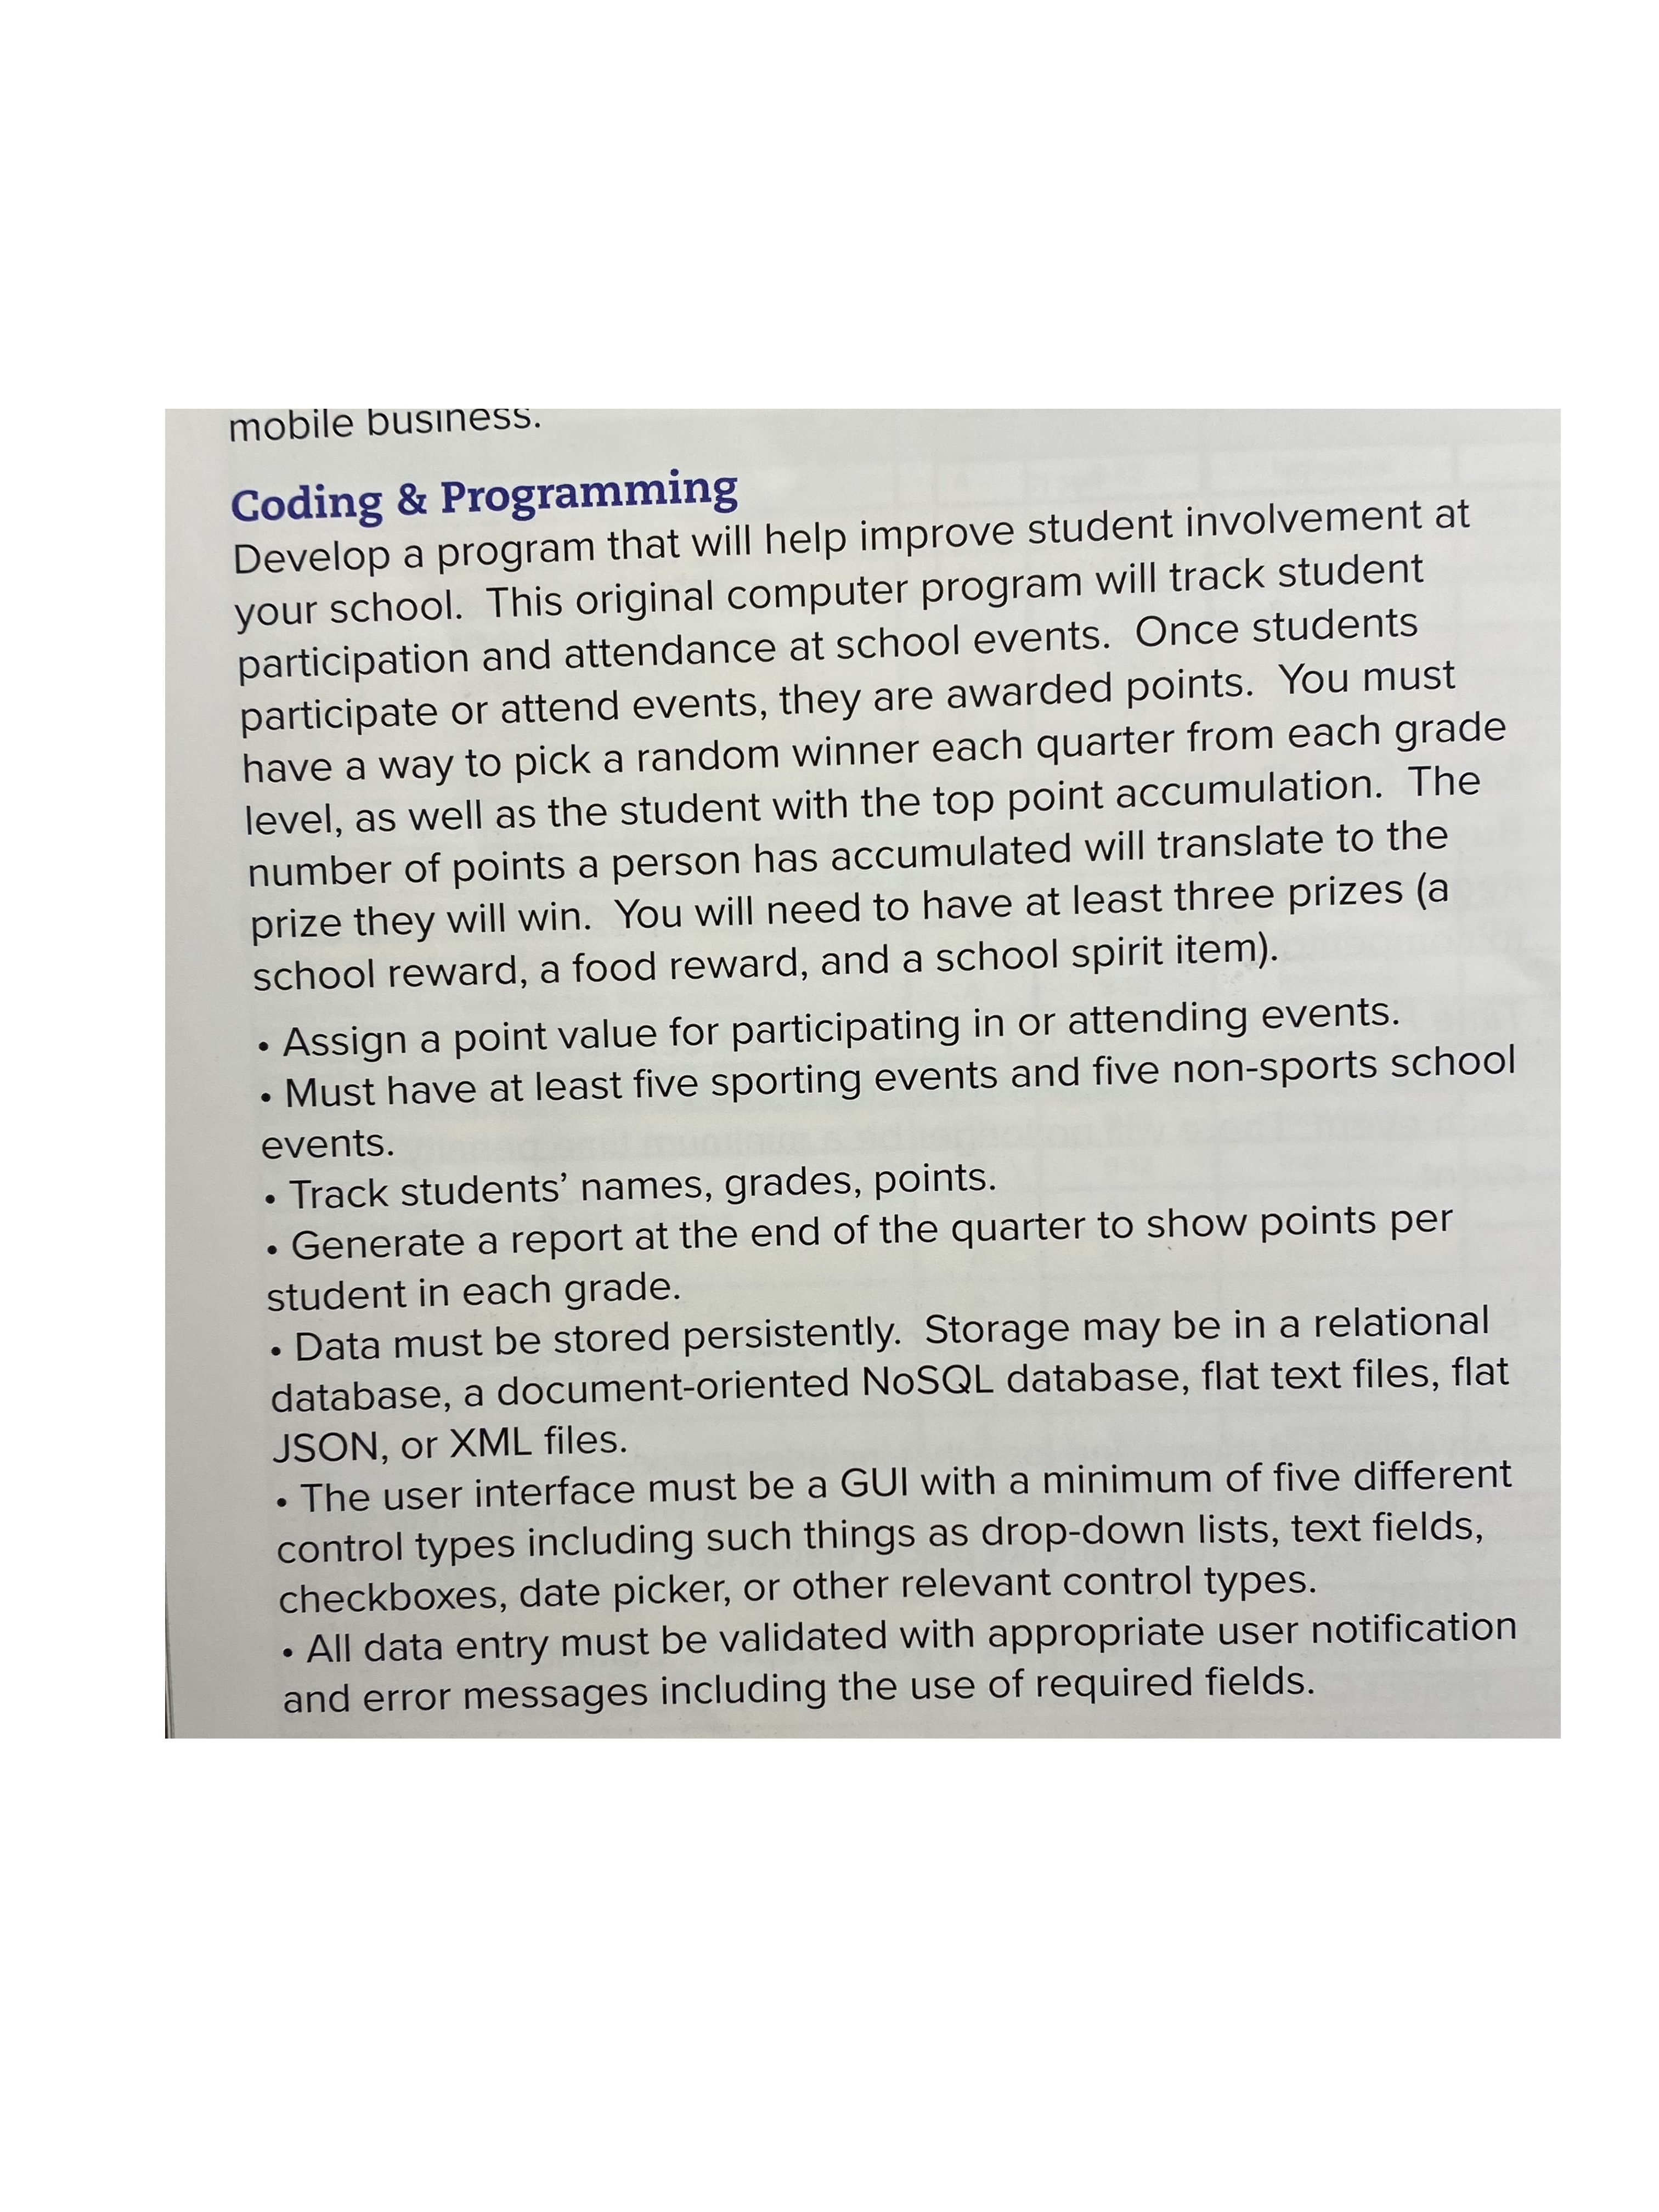 mobile business.
Coding & Programming
Develop a program that will help improve student involvement at
your school.  This original computer program will track student
participation and attendance at school events.  Once students
participate or attend events, they are awarded points.  You must
have a way to pick a random winner each quarter from each grade
level, as well as the student with the top point accumulation.  The
number of points a person has accumulated will translate to the
prize they will win.  You will need to have at least three prizes (a
school reward, a food reward, and a school spirit item).
• Assign a point value for participating in or attending events.
• Must have at least five sporting events and five non-sports school
events.
• Track students’ names, grades, points.
• Generate a report at the end of the quarter to show points per
student in each grade.
• Data must be stored persistently.  Storage may be in a relational
database, a document-oriented NoSQL database, flat text files, flat
JSON, or XML files.
• The user interface must be a GUI with a minimum of five different
control types including such things as drop-down lists, text fields,
checkboxes, date picker, or other relevant control types.
• All data entry must be validated with appropriate user notification
and error messages including the use of required fields.